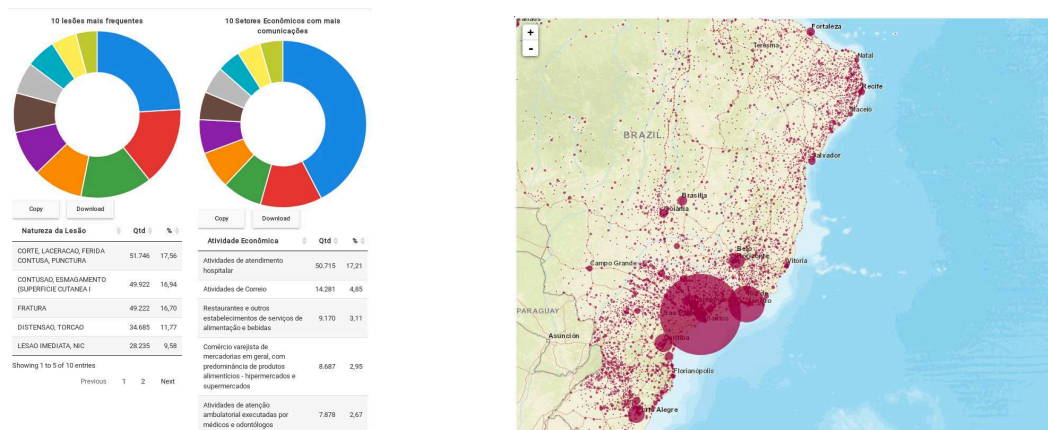 10 lesões mais frequentes
Copy Download
Natureza da Lesão Qtd %
CORTE, LACERACAO, FERIDA
CONTUSA, PUNCTURA 51.746 17,56
CONTUSAO, ESMAGAMENTO
(SUPERFICIE CUTANEA I 49.922 16,94
FRATURA 49.222 16,70
DISTENSAO, TORCAO 34.685 11,77
LESAO IMEDIATA, NIC 28.235 9,58
Showing 1 to 5 of 10 entries
Previous 1 2 Next
10 Setores Econômicos com mais
comunicações
Copy Download
Atividade Econômica Qtd %
Atividades de atendimento
hospitalar 50.715 17,21
Atividades de Correio 14.281 4,85
Restaurantes e outros
estabelecimentos de serviços de
alimentação e bebidas 9.170 3,11
Comércio varejista de
mercadorias em geral, com
predominância de produtos
alimentícios - hipermercados e
supermercados 8.687 2,95
Atividades de atenção
ambulatorial executadas por
médicos e odontólogos 7.878 2,67
+
-
Fortaleza
Teresina
Natal
Recife
Maceió
BRAZIL
Salvador
Brasília
Goiânia
Belo
Horizonte
Vitória
Campo Grande
PARAGUAY
Asunción
Curitiba
Florianópolis
Porto Alegre